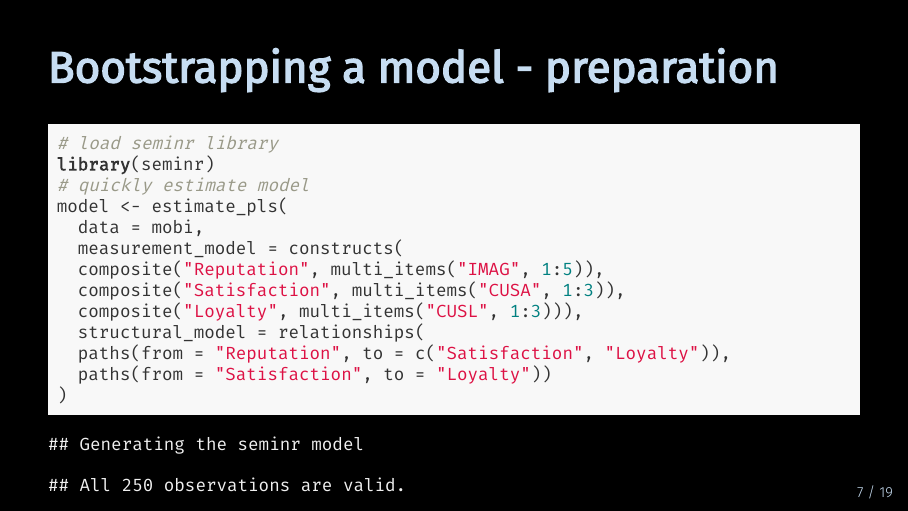 Bootstrapping a model - preparation
# load seminr library
library(seminr)
# quickly estimate model
model <- estimate_pls(
  data = mobi,
  measurement_model = constructs(
  composite("Reputation", multi_items("IMAG", 1:5)),
  composite("Satisfaction", multi_items("CUSA", 1:3)),
  composite("Loyalty", multi_items("CUSL", 1:3))),
  structural_model = relationships(
  paths(from = "Reputation", to = c("Satisfaction", "Loyalty")),
  paths(from = "Satisfaction", to = "Loyalty"))
)
## Generating the seminr model
## All 250 observations are valid.
7 / 19